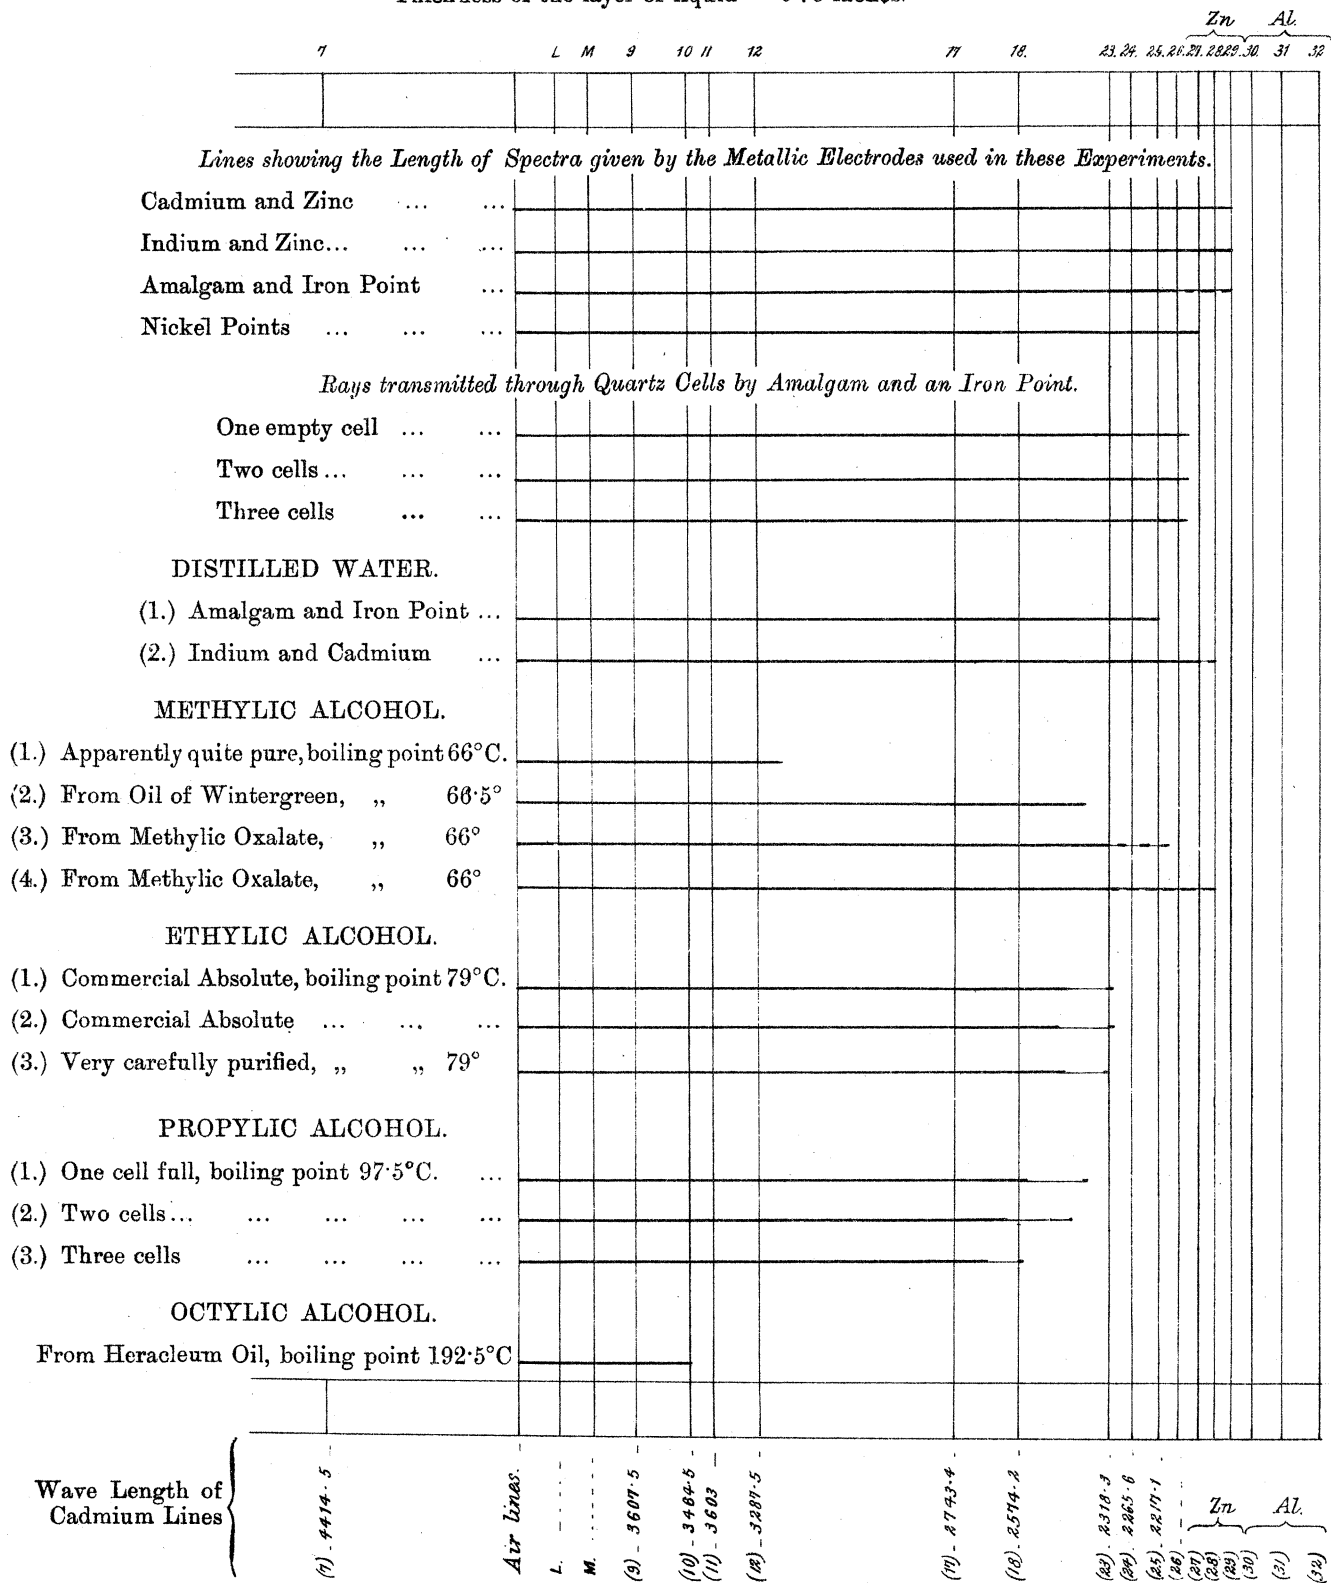 7 L M 9 10 11 12 17 18. 23. 24. 25. 26. 27. 28. 29. 30. 31 32
Zn Al.
Lines showing the Length of Spectra given by the Metallic Electrodes used in these Experiments.
Cadmium and Zinc ... ...
Indium and Zinc... ... ...
Amalgam and Iron Point ...
Nickel Points ... ... ...
Rays transmitted through Quartz Cells by Amalgam and an Iron Point.
One empty cell ... ...
Two cells... ... ...
Three cells ... ...
DISTILLED WATER.
(1.) Amalgam and Iron Point ...
(2.) Indium and Cadmium ...
METHYLIC ALCOHOL.
(1.) Apparently quite pure, boiling point 66°C.
(2.) From Oil of Wintergreen, „ 66·5°
(3.) From Methylic Oxalate, „ 66°
(4.) From Methylic Oxalate, „ 66°
ETHYLIC ALCOHOL.
(1.) Commercial Absolute, boiling point 79°C.
(2.) Commercial Absolute ... ... ...
(3.) Very carefully purified, „ „ 79°
PROPYLIC ALCOHOL.
(1.) One cell full, boiling point 97·5°C. ...
(2.) Two cells... ... ... ... ...
(3.) Three cells ... ... ... ...
OCTYLIC ALCOHOL.
From Heracleum Oil, boiling point 192·5°C
Wave Length of
Cadmium Lines
(7) - 4414·5 -
Air lines.
L. - - - -
M. ......
(9) - 3607·5 -
(10) - 3464·5 -
(11) - 3603 -
(12) - 3287·5 -
(17) - 2743·4 -
(18). 2574·2 -
(23). 2318·3 -
(24). 2265·6 -
(25). 2217·1 -
(26) - - -
Zn Al.
(27)
(28)
(29)
(30)
(31)
(32)